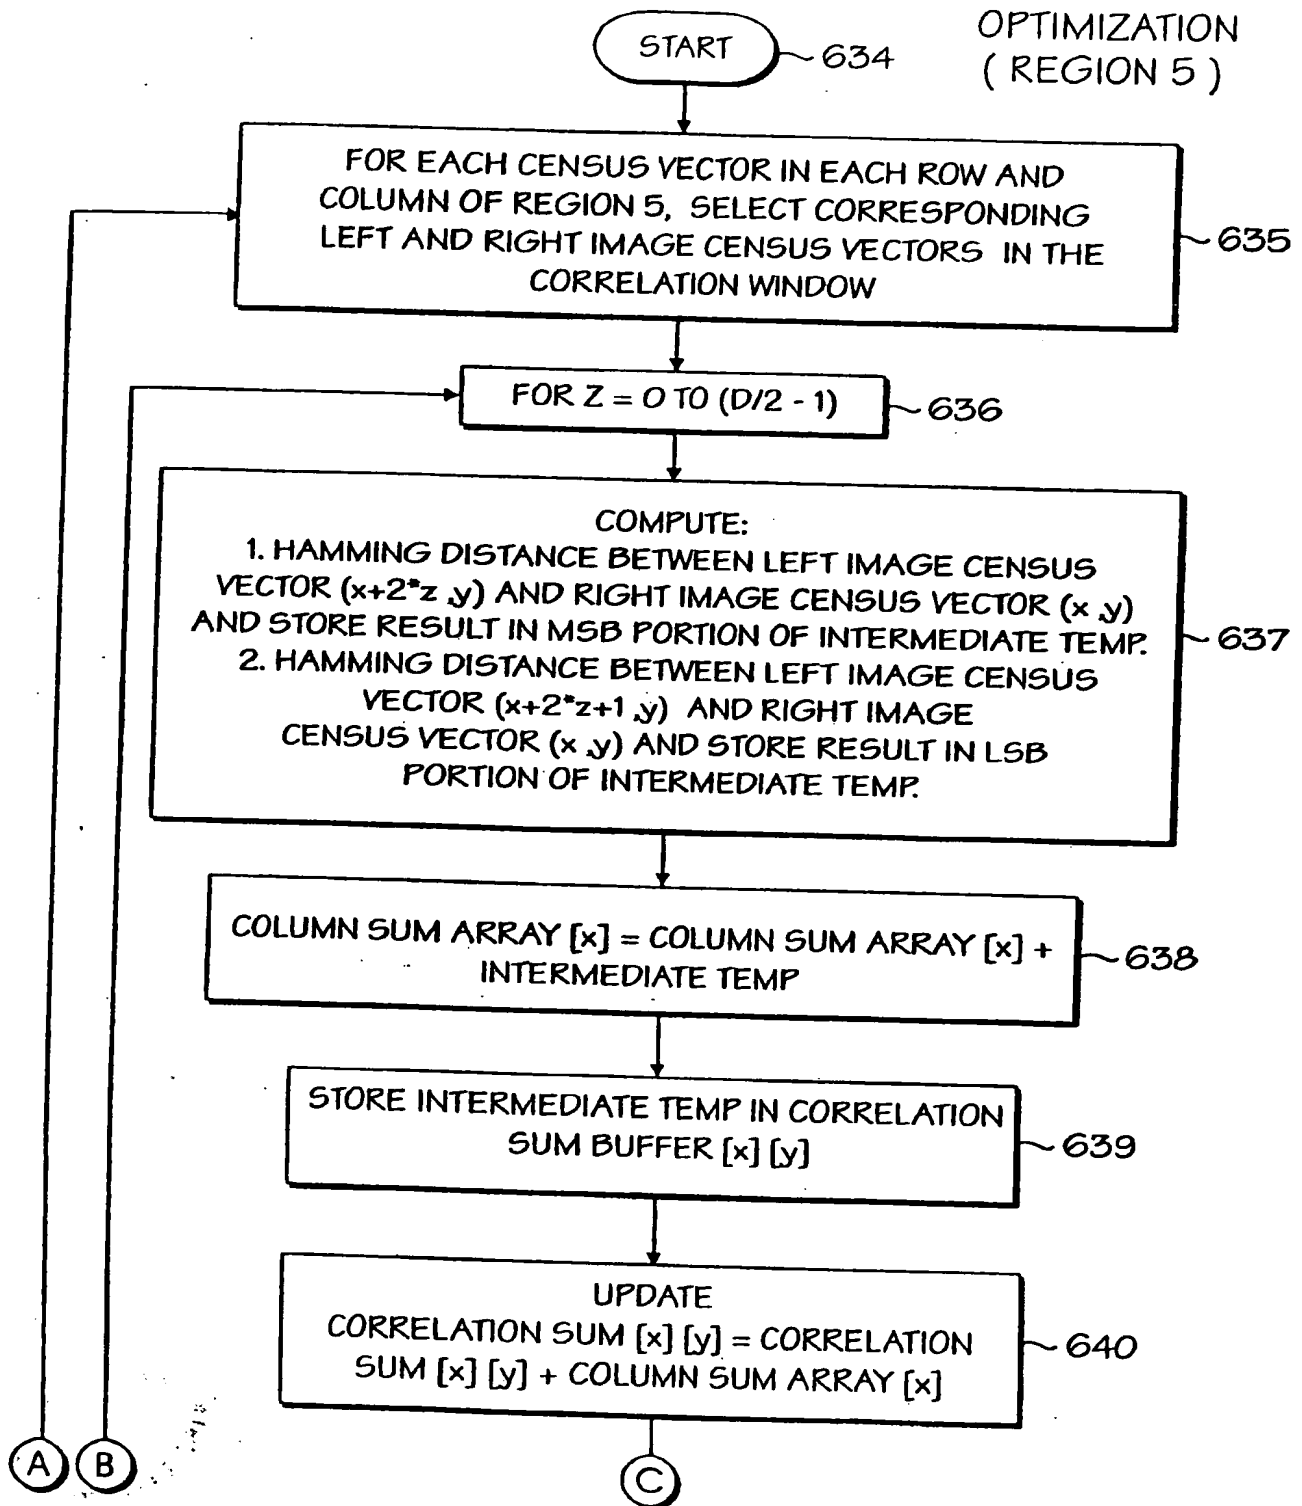 OPTIMIZATION
( REGION 5 )
START
634
FOR EACH CENSUS VECTOR IN EACH ROW AND
COLUMN OF REGION 5, SELECT CORRESPONDING
LEFT AND RIGHT IMAGE CENSUS VECTORS IN THE
CORRELATION WINDOW
635
FOR Z = 0 TO (D/2 - 1)
636
COMPUTE:
1. HAMMING DISTANCE BETWEEN LEFT IMAGE CENSUS
VECTOR (x+2*z ,y) AND RIGHT IMAGE CENSUS VECTOR (x ,y)
AND STORE RESULT IN MSB PORTION OF INTERMEDIATE TEMP.
2. HAMMING DISTANCE BETWEEN LEFT IMAGE CENSUS
VECTOR (x+2*z+1 ,y) AND RIGHT IMAGE
CENSUS VECTOR (x ,y) AND STORE RESULT IN LSB
PORTION OF INTERMEDIATE TEMP.
637
COLUMN SUM ARRAY [x] = COLUMN SUM ARRAY [x] +
INTERMEDIATE TEMP
638
STORE INTERMEDIATE TEMP IN CORRELATION
SUM BUFFER [x] [y]
639
UPDATE
CORRELATION SUM [x] [y] = CORRELATION
SUM [x] [y] + COLUMN SUM ARRAY [x]
640
A
B
C